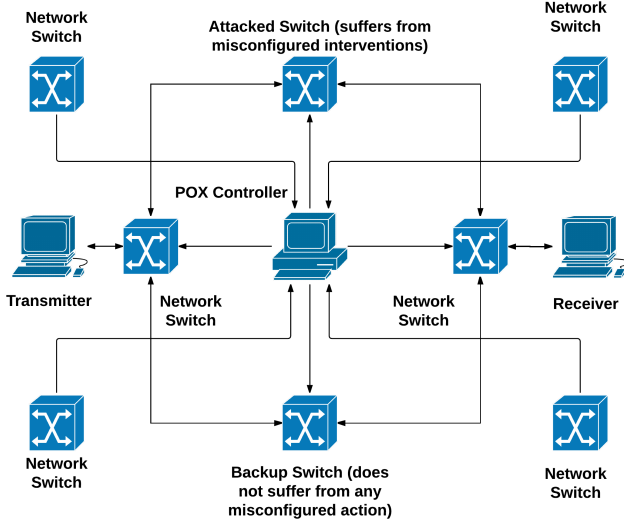 Network
Switch
Attacked Switch (suffers from
misconfigured interventions)
Network
Switch
POX Controller
Transmitter
Network
Switch
Network
Switch
Receiver
Network
Switch
Backup Switch (does
not suffer from any
misconfigured action)
Network
Switch